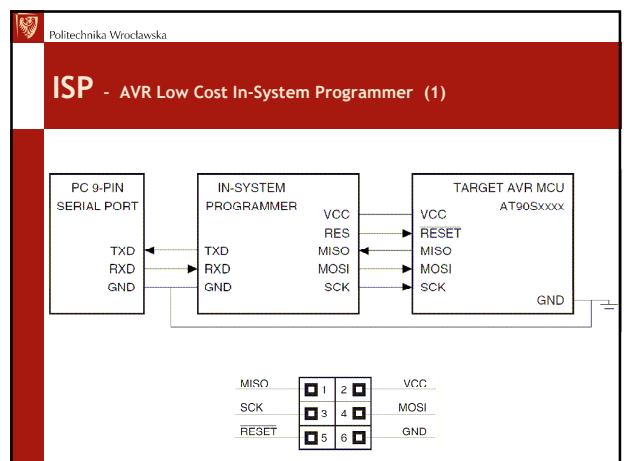 Politechnika Wrocławska
ISP - AVR Low Cost In-System Programmer (1)
PC 9-PIN
SERIAL PORT
TXD
RXD
GND
IN-SYSTEM
PROGRAMMER
VCC
RES
TXD MISO
RXD MOSI
GND SCK
TARGET AVR MCU
AT90Sxxxx
VCC
RESET
MISO
MOSI
SCK
GND
MISO 1 2 VCC
SCK 3 4 MOSI
RESET 5 6 GND